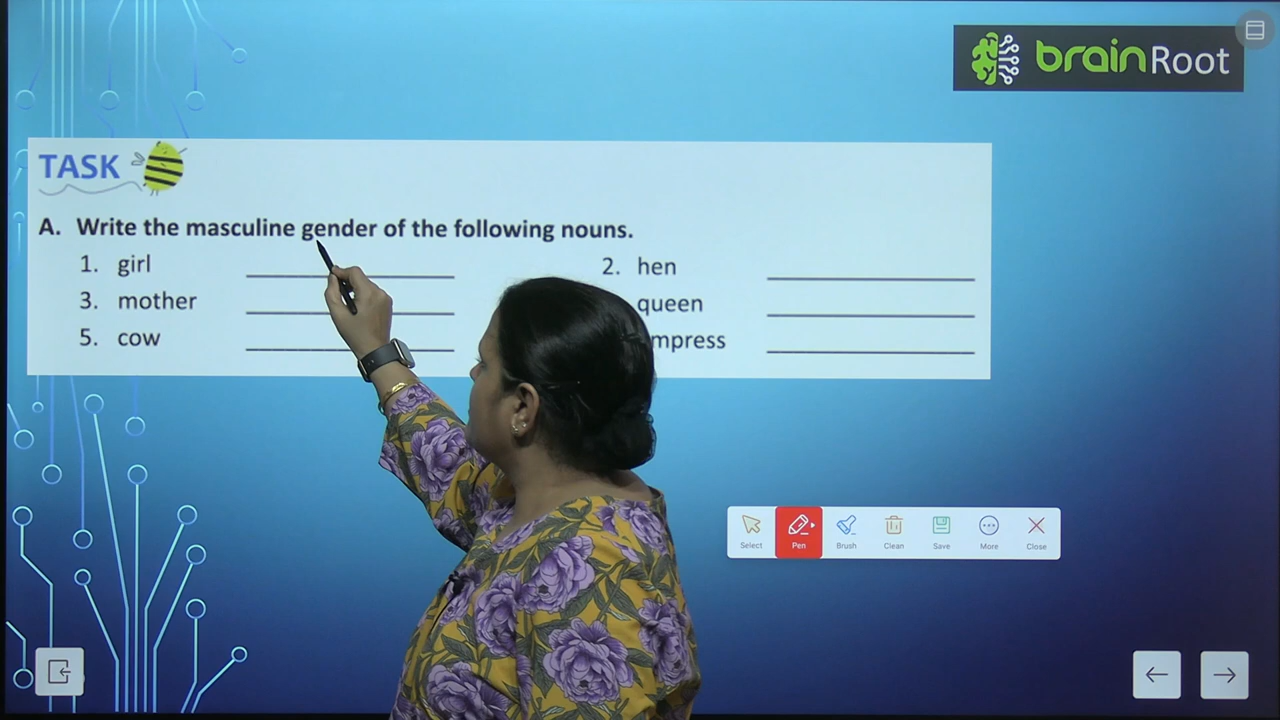 brainRoot
TASK
A. Write the masculine gender of the following nouns.
1. girl 2. hen
3. mother queen
5. cow mpress
Select Pen Brush Clean Save More Close